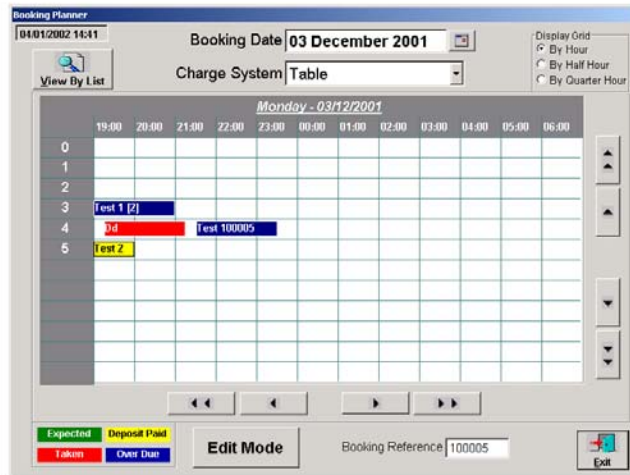 Booking Planner
04/01/2002 14:41
View By List
Booking Date 03 December 2001
Charge System Table
Display Grid
By Hour
By Half Hour
By Quarter Hour
Monday - 03/12/2001
19:00 20:00 21:00 22:00 23:00 00:00 01:00 02:00 03:00 04:00 05:00 06:00
0
1
2
3 Test 1 [2]
4 Dd Test 100005
5 Test 2
Expected Deposit Paid
Taken Over Due
Edit Mode
Booking Reference 100005
Exit